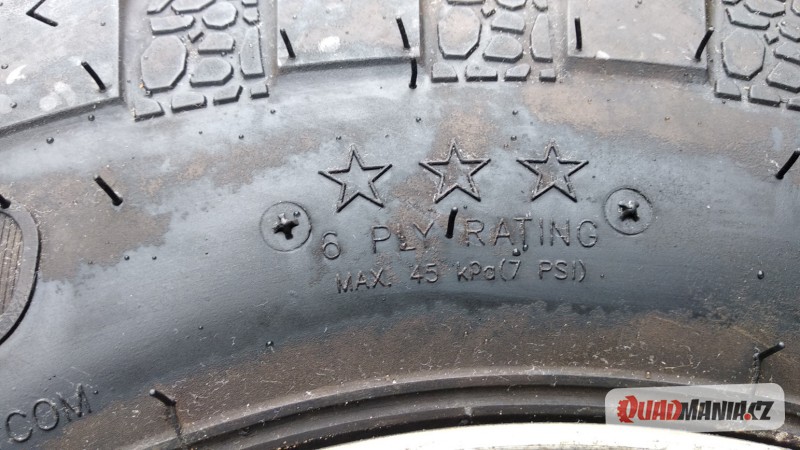 6 PLY RATING
MAX. 45 kPa(7 PSI)
COM
QUADMANIA.CZ